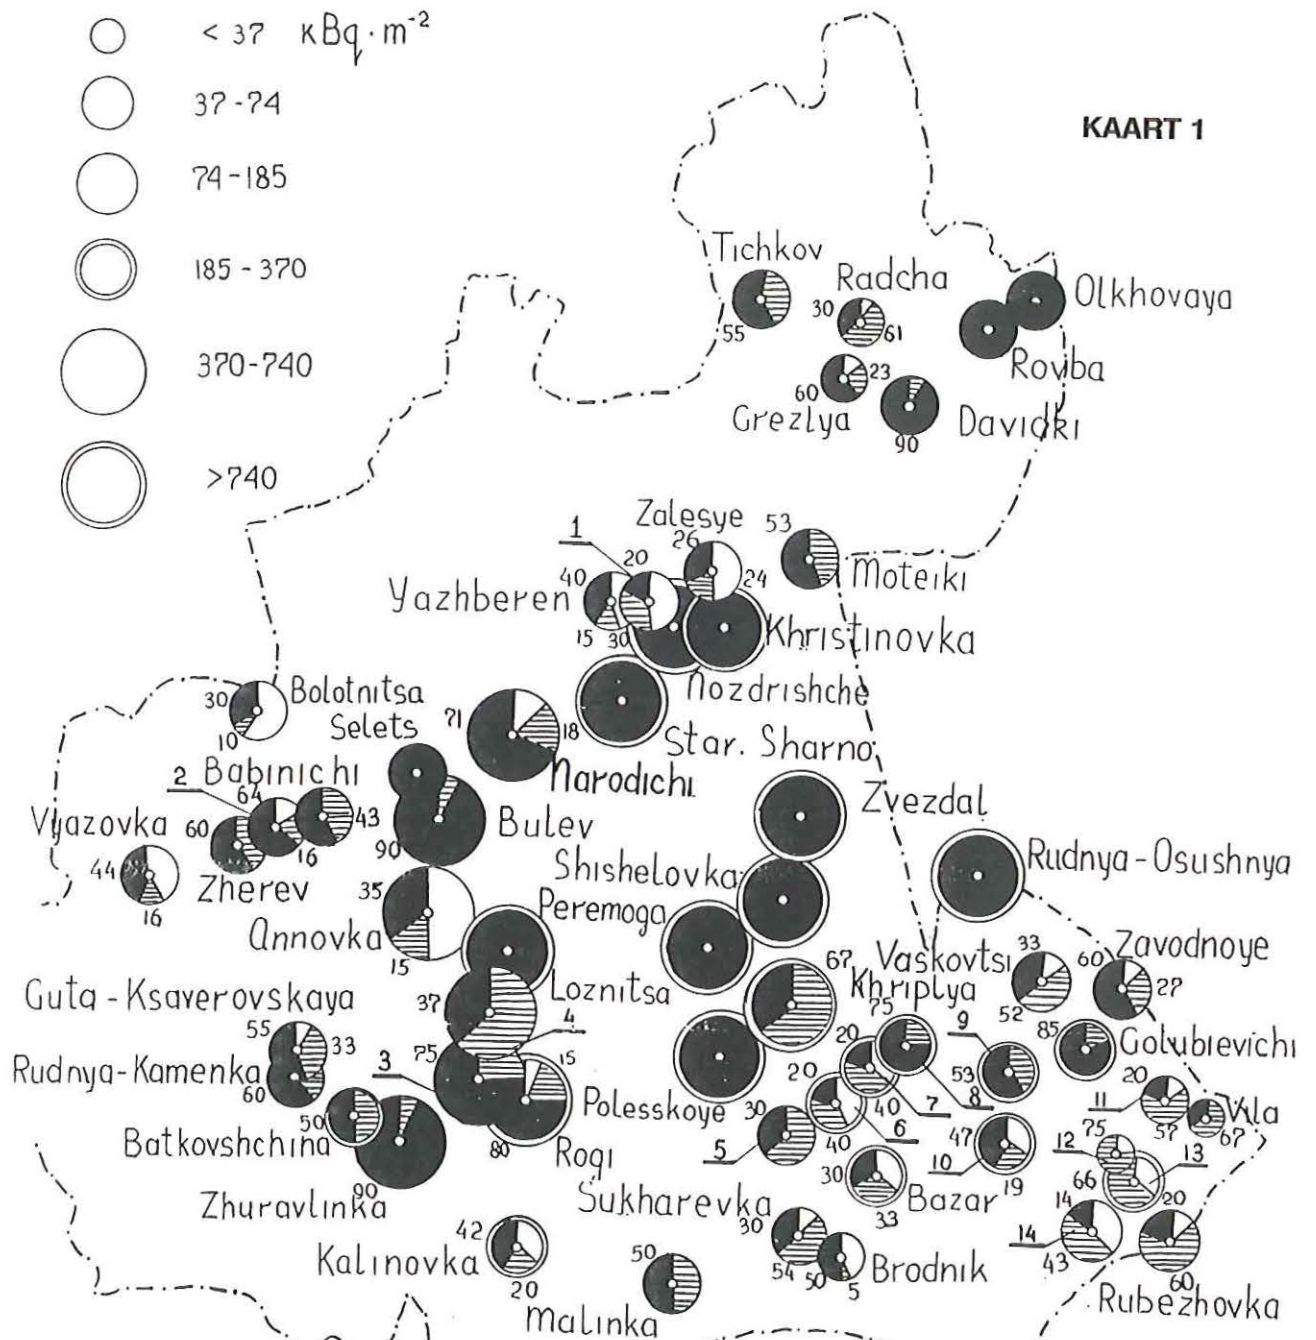 < 37 кBq·m⁻²
37-74
74-185
185-370
370-740
>740
KAART 1
Tichkov
55
Radcha
30
61
Olkhovaya
Rovba
23
60
Grezlya
90
Davidki
Zalesye
53
1
26
20
Moteiki
Yazhberen
40
24
15
30
Khristinovka
Nozdrishche
Bolotnitsa
30
10
Selets
71
18
Star. Sharno
Narodichi
Zvezdal
2
Babinichi
64
43
Vyazovka
60
16
Bulev
90
44
Zherev
16
Shishelovka
Rudnya-Osushnya
35
Peremoga
Annovka
15
Vaskovtsi
33
60
Zavodnoye
67
Khriplya
27
52
Guta-Ksaverovskaya
37
Loznitsa
75
4
55
33
20
9
85
Golubievichi
Rudnya-Kamenka
60
3
75
15
20
53
20
Polesskoye
30
40
7
8
11
Vila
50
57
67
Batkovshchina
80
Rogi
5
40
6
47
75
12
13
90
30
Bazar
10
19
66
Zhuravlinka
Sukharevka
33
14
20
42
30
14
Kalinovka
50
54
50
5
Brodnik
43
60
20
Malinka
Rubezhovka